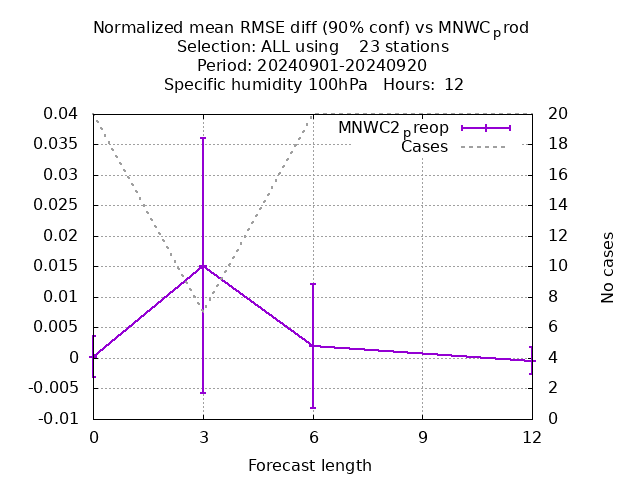 Normalized mean RMSE diff (90% conf) vs MNWCprod
Selection: ALL using    23 stations
Period: 20240901-20240920
Specific humidity 100hPa   Hours:  12
0.04
0.035
0.03
0.025
0.02
0.015
0.01
0.005
0
-0.005
-0.01
20
18
16
14
12
10
8
6
4
2
0
MNWC2preop
Cases
No cases
0 3 6 9 12
Forecast length